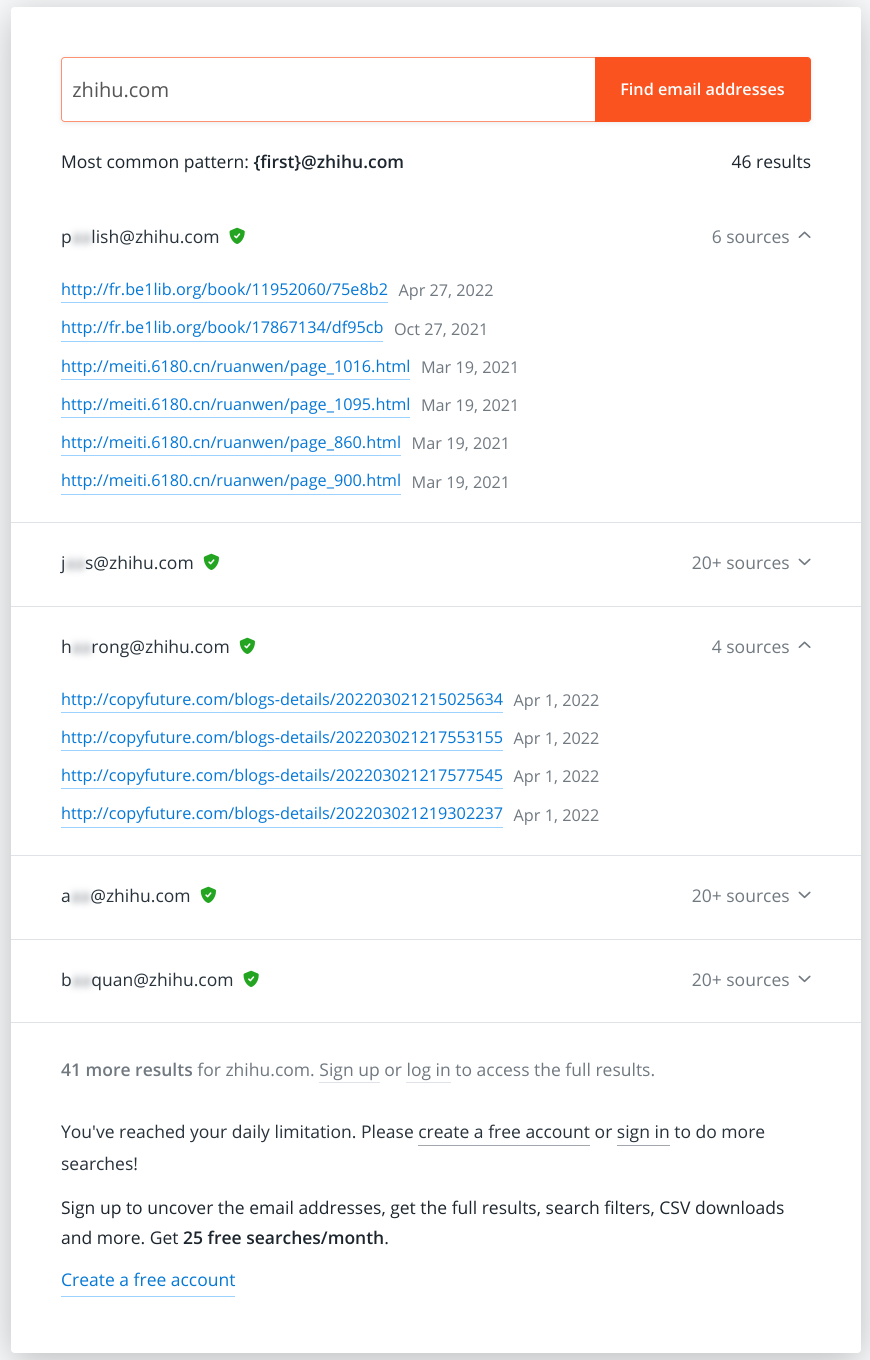 zhihu.com
Find email addresses
Most common pattern: {first}@zhihu.com
46 results
p lish@zhihu.com
6 sources
http://fr.be1lib.org/book/11952060/75e8b2 Apr 27, 2022
http://fr.be1lib.org/book/17867134/df95cb Oct 27, 2021
http://meiti.6180.cn/ruanwen/page_1016.html Mar 19, 2021
http://meiti.6180.cn/ruanwen/page_1095.html Mar 19, 2021
http://meiti.6180.cn/ruanwen/page_860.html Mar 19, 2021
http://meiti.6180.cn/ruanwen/page_900.html Mar 19, 2021
j s@zhihu.com
20+ sources
h rong@zhihu.com
4 sources
http://copyfuture.com/blogs-details/202203021215025634 Apr 1, 2022
http://copyfuture.com/blogs-details/202203021217553155 Apr 1, 2022
http://copyfuture.com/blogs-details/202203021217577545 Apr 1, 2022
http://copyfuture.com/blogs-details/202203021219302237 Apr 1, 2022
a @zhihu.com
20+ sources
b quan@zhihu.com
20+ sources
41 more results for zhihu.com. Sign up or log in to access the full results.
You've reached your daily limitation. Please create a free account or sign in to do more
searches!
Sign up to uncover the email addresses, get the full results, search filters, CSV downloads
and more. Get 25 free searches/month.
Create a free account